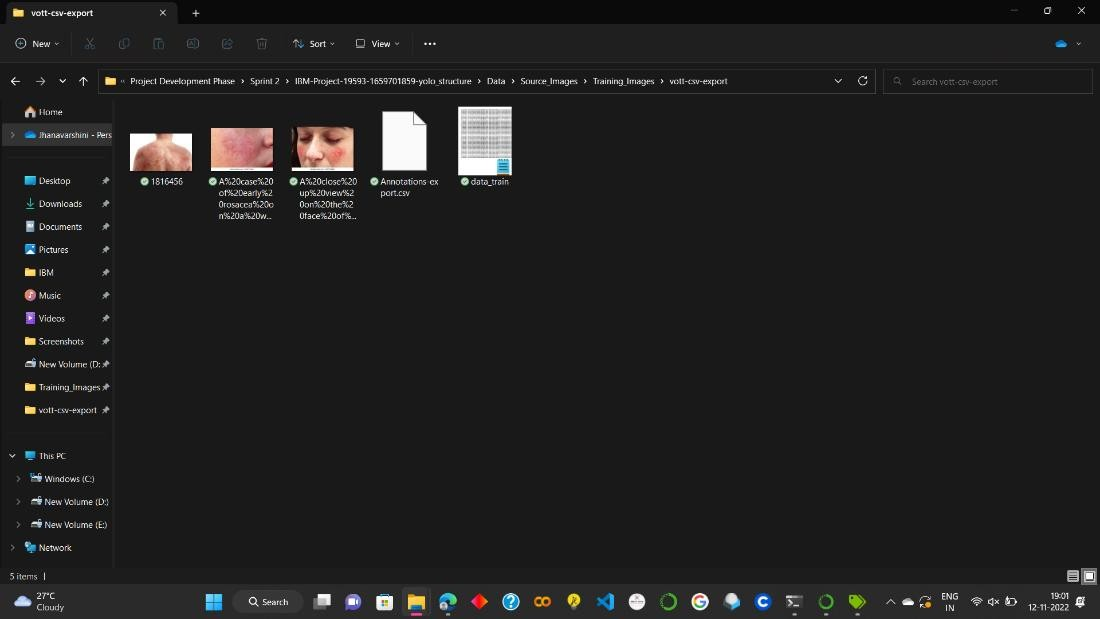 vott-csv-export
New
Sort
View
« Project Development Phase > Sprint 2 > IBM-Project-19593-1659701859-yolo_structure > Data > Source_Images > Training_Images > vott-csv-export
Search vott-csv-export
Home
Jhanavarshini - Pers
Desktop
Downloads
Documents
Pictures
IBM
Music
Videos
Screenshots
New Volume (D:
Training_Images
vott-csv-export
This PC
Windows (C:)
New Volume (D:)
New Volume (E:)
Network
1816456
A%20case%20
of%20early%2
0rosacea%20o
n%20a%20w...
A%20close%20
up%20view%2
0on%20the%2
0face%20of%...
Annotations-ex
port.csv
data_train
5 items
27°C
Cloudy
Search
ENG
IN
19:01
12-11-2022